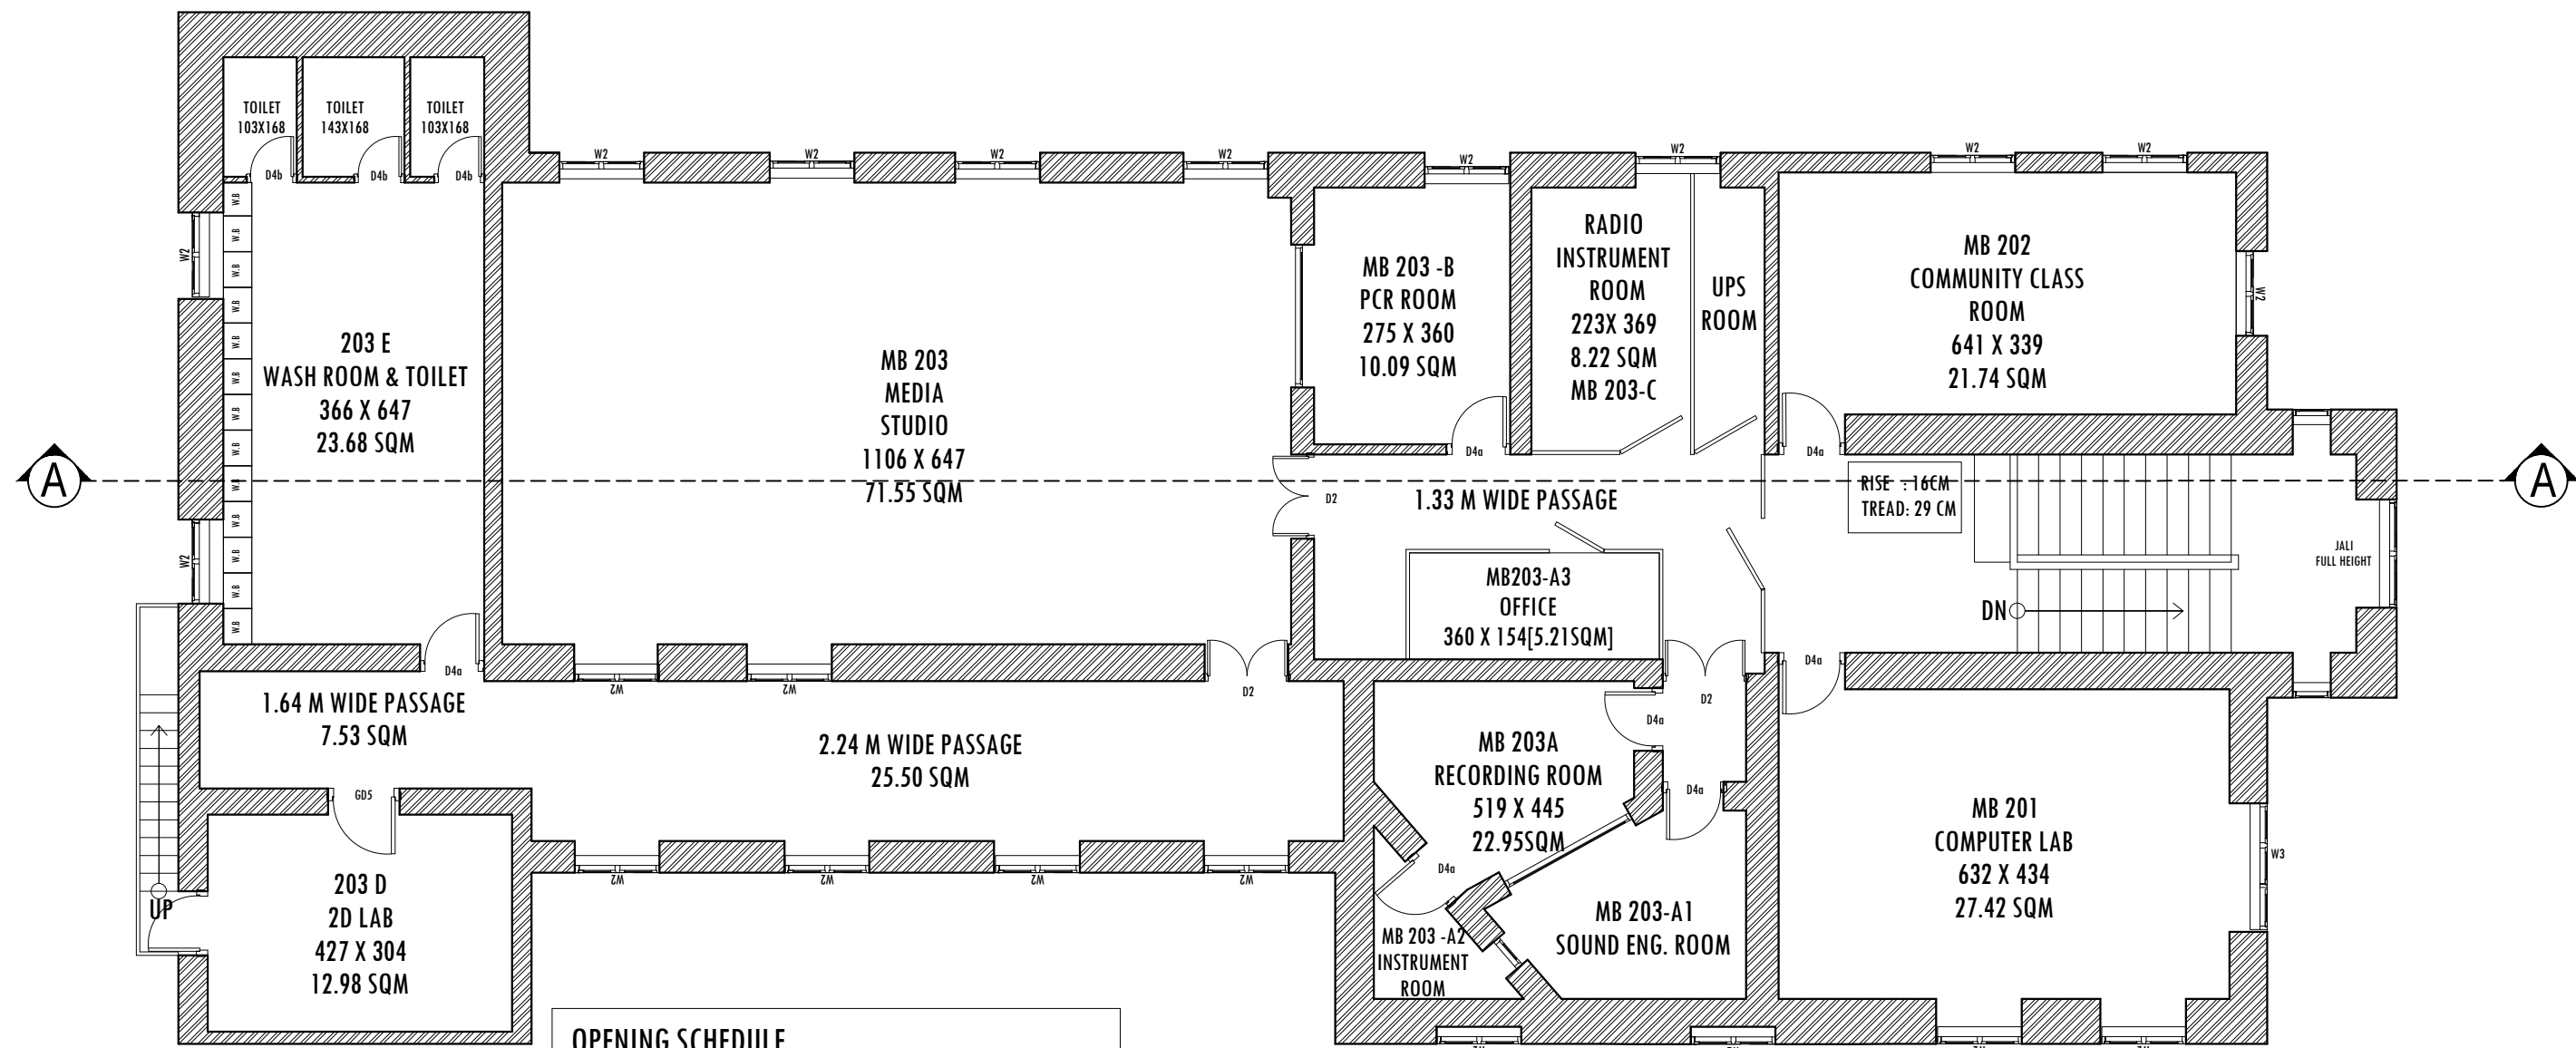 TOILET
103X168
TOILET
143X168
TOILET
103X168
D4b
D4b
D4b
W2
W2
W2
W2
W2
W2
W2
W2
W.B
W.B
W.B
W.B
W.B
W.B
W.B
W.B
W.B
W.B
W.B
W.B
W.B
W2
W2
W2
203 E
WASH ROOM & TOILET
366 X 647
23.68 SQM
MB 203
MEDIA
STUDIO
1106 X 647
71.55 SQM
MB 203 -B
PCR ROOM
275 X 360
10.09 SQM
RADIO
INSTRUMENT
ROOM
223X 369
8.22 SQM
MB 203-C
UPS
ROOM
MB 202
COMMUNITY CLASS
ROOM
641 X 339
21.74 SQM
A
A
D4a
D4a
D2
1.33 M WIDE PASSAGE
RISE : 16CM
TREAD: 29 CM
JALI
FULL HEIGHT
MB203-A3
OFFICE
360 X 154[5.21SQM]
DN
D4a
D4a
W2
W2
D2
D2
D4a
D4a
1.64 M WIDE PASSAGE
7.53 SQM
2.24 M WIDE PASSAGE
25.50 SQM
GD5
MB 203A
RECORDING ROOM
519 X 445
22.95SQM
D4a
MB 201
COMPUTER LAB
632 X 434
27.42 SQM
W3
W2
W2
W2
W2
UP
203 D
2D LAB
427 X 304
12.98 SQM
MB 203 -A2
INSTRUMENT
ROOM
MB 203-A1
SOUND ENG. ROOM
OPENING SCHEDULE